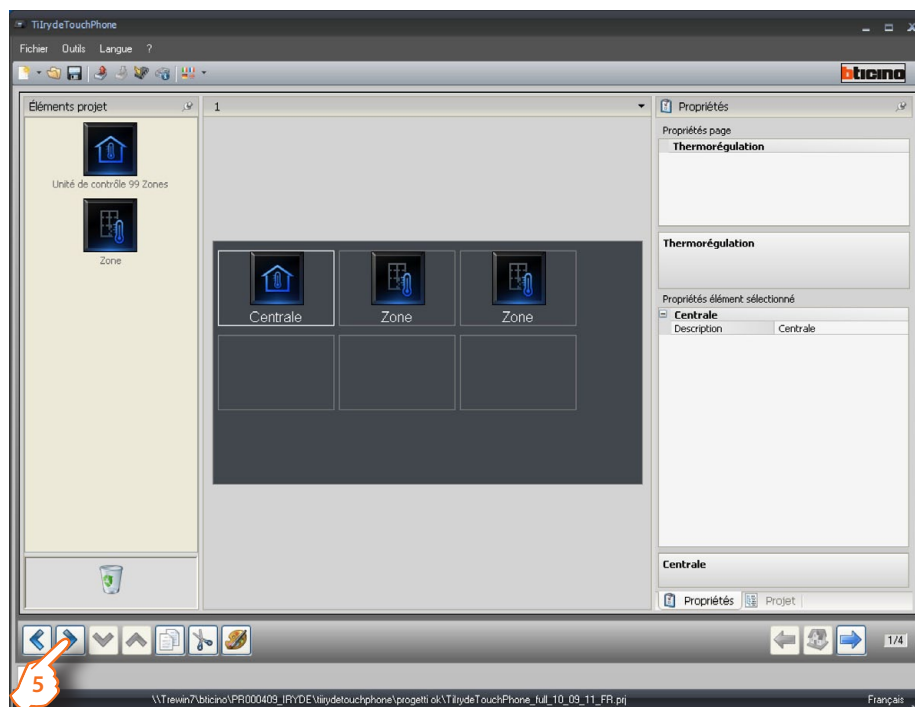 TiIrydeTouchPhone
Fichier Outils Langue ?
bticino
Éléments projet
1
Propriétés
Unité de contrôle 99 Zones
Zone
Centrale Zone Zone
Propriétés page
Thermorégulation
Thermorégulation
Propriétés élément sélectionné
Centrale
Description Centrale
Centrale
Propriétés Projet
1/4
5
\\Trewin7\bticino\PR000409_IRYDE\tiirydetouchphone\progetti ok\TiIrydeTouchPhone_full_10_09_11_FR.prj
Français